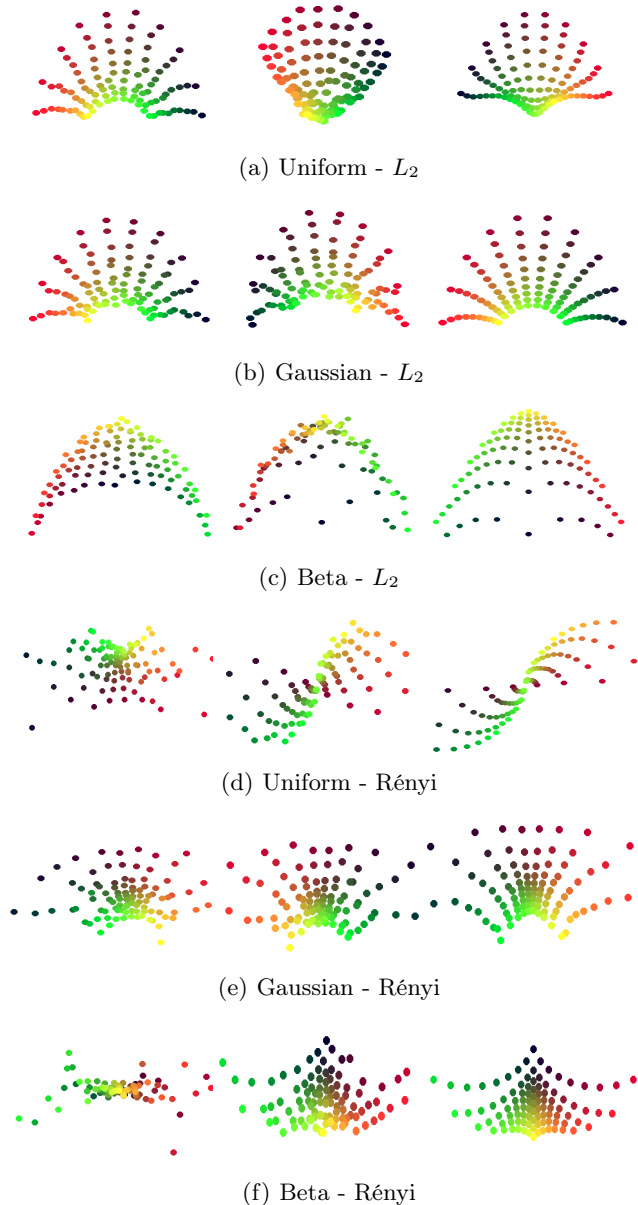 (a) Uniform - L₂
(b) Gaussian - L₂
(c) Beta - L₂
(d) Uniform - Rényi
(e) Gaussian - Rényi
(f) Beta - Rényi